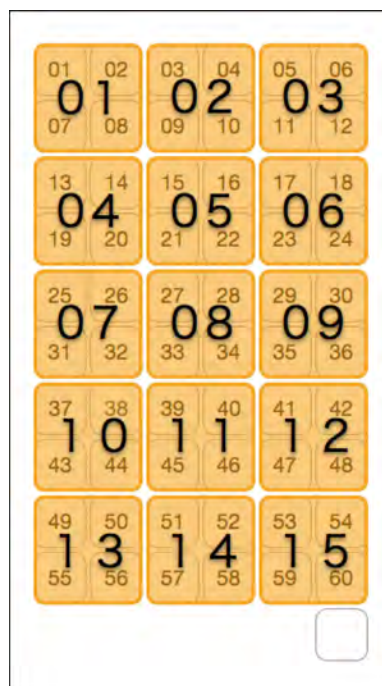 01 02 03 04 05 06
01 02 03
07 08 09 10 11 12
13 14 15 16 17 18
04 05 06
19 20 21 22 23 24
25 26 27 28 29 30
07 08 09
31 32 33 34 35 36
37 38 39 40 41 42
10 11 12
43 44 45 46 47 48
49 50 51 52 53 54
13 14 15
55 56 57 58 59 60